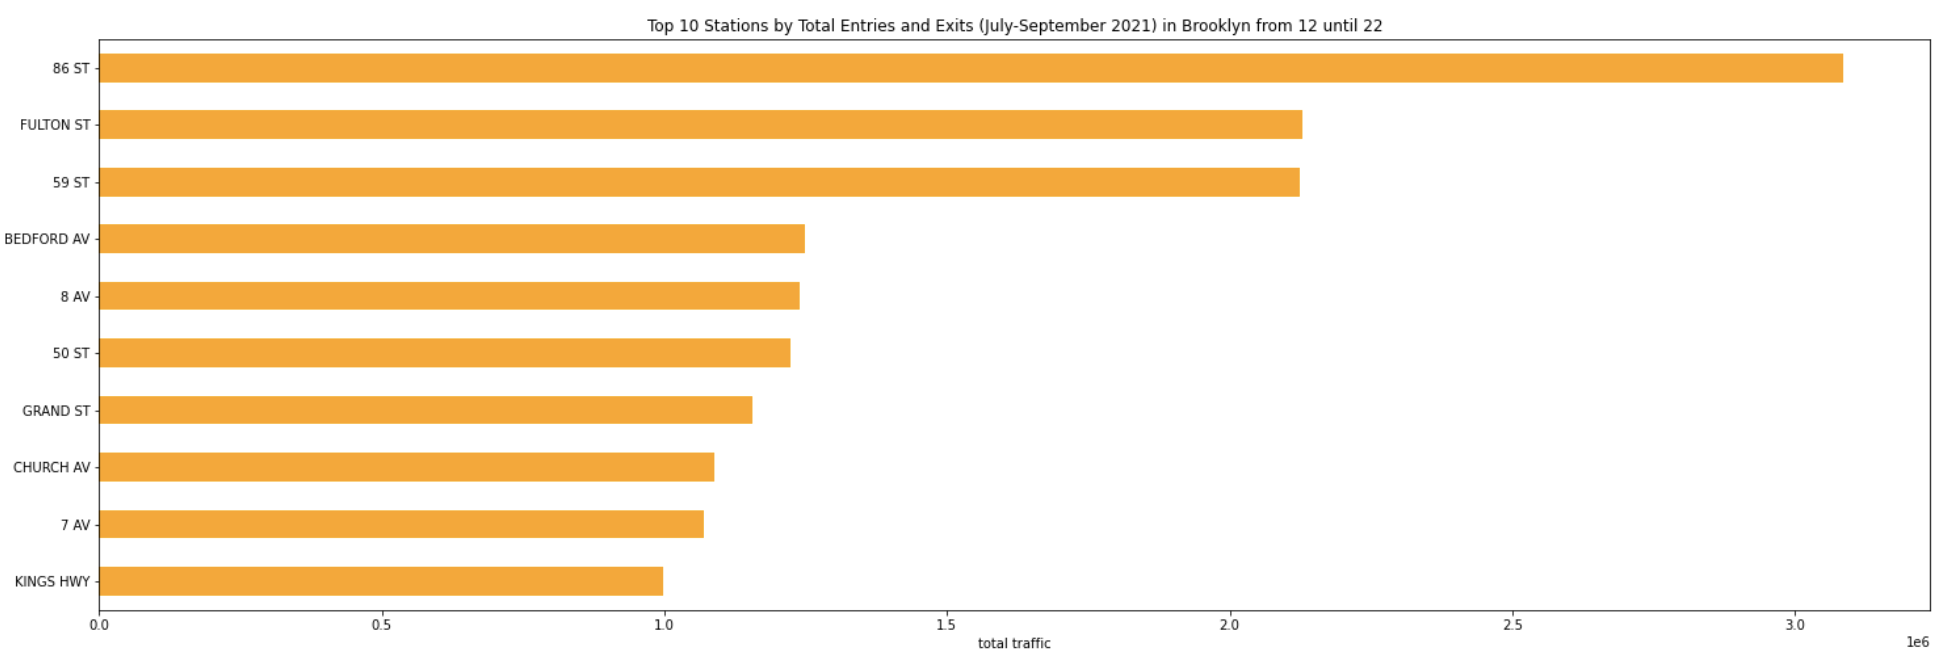 Top 10 Stations by Total Entries and Exits (July-September 2021) in Brooklyn from 12 until 22
86 ST
FULTON ST
59 ST
BEDFORD AV
8 AV
50 ST
GRAND ST
CHURCH AV
7 AV
KINGS HWY
0.0 0.5 1.0 1.5 2.0 2.5 3.0
total traffic
1e6